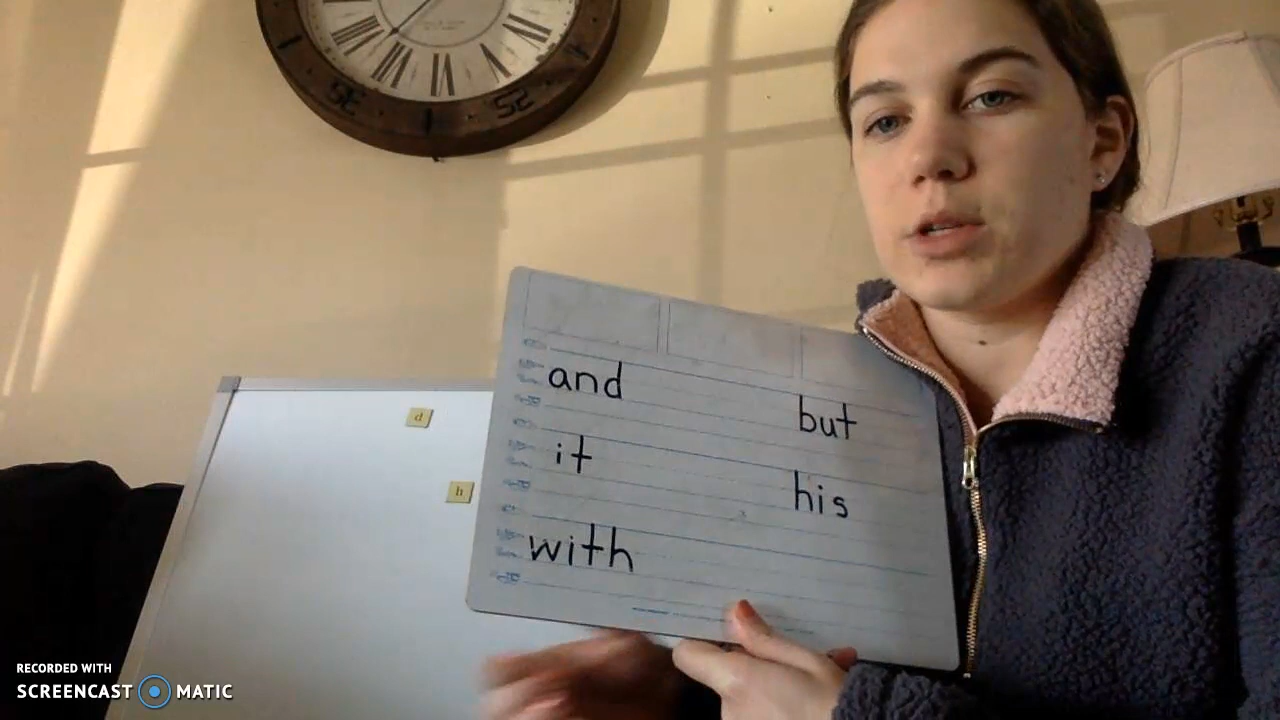 and
but
it
his
with
d
h
RECORDED WITH
SCREENCAST MATIC